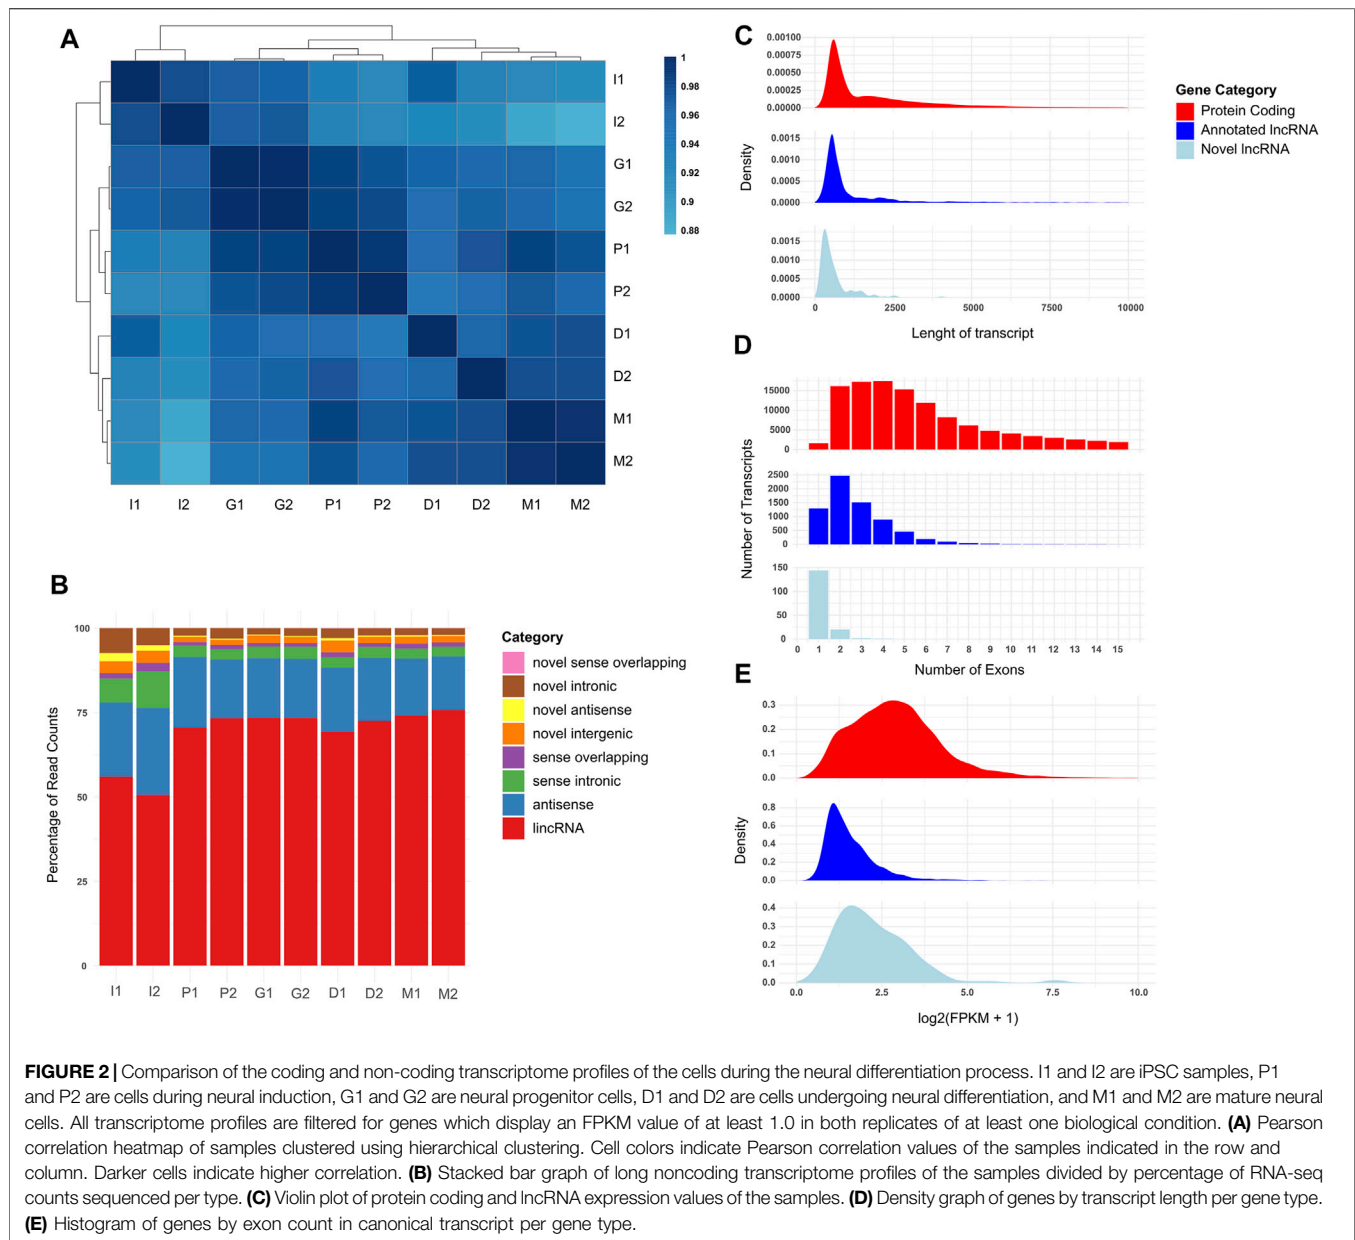 A
I1
I2
G1
G2
P1
P2
D1
D2
M1
M2
I1 I2 G1 G2 P1 P2 D1 D2 M1 M2
1
0.98
0.96
0.94
0.92
0.9
0.88
B
100
75
50
25
0
Percentage of Read Counts
I1 I2 P1 P2 G1 G2 D1 D2 M1 M2
Category
novel sense overlapping
novel intronic
novel antisense
novel intergenic
sense overlapping
sense intronic
antisense
lincRNA
C
0.00100
0.00075
0.00050
0.00025
0.00000
0.0015
0.0010
0.0005
0.0000
0.0015
0.0010
0.0005
0.0000
Density
0 2500 5000 7500 10000
Lenght of transcript
Gene Category
Protein Coding
Annotated lncRNA
Novel lncRNA
D
15000
10000
5000
0
2500
2000
1500
1000
500
0
150
100
50
0
Number of Transcripts
0 1 2 3 4 5 6 7 8 9 10 11 12 13 14 15
Number of Exons
E
0.3
0.2
0.1
0.0
0.8
0.6
0.4
0.2
0.0
0.4
0.3
0.2
0.1
0.0
Density
0.0 2.5 5.0 7.5 10.0
log2(FPKM + 1)
FIGURE 2 | Comparison of the coding and non-coding transcriptome profiles of the cells during the neural differentiation process. I1 and I2 are iPSC samples, P1
and P2 are cells during neural induction, G1 and G2 are neural progenitor cells, D1 and D2 are cells undergoing neural differentiation, and M1 and M2 are mature neural
cells. All transcriptome profiles are filtered for genes which display an FPKM value of at least 1.0 in both replicates of at least one biological condition. (A) Pearson
correlation heatmap of samples clustered using hierarchical clustering. Cell colors indicate Pearson correlation values of the samples indicated in the row and
column. Darker cells indicate higher correlation. (B) Stacked bar graph of long noncoding transcriptome profiles of the samples divided by percentage of RNA-seq
counts sequenced per type. (C) Violin plot of protein coding and lncRNA expression values of the samples. (D) Density graph of genes by transcript length per gene type.
(E) Histogram of genes by exon count in canonical transcript per gene type.